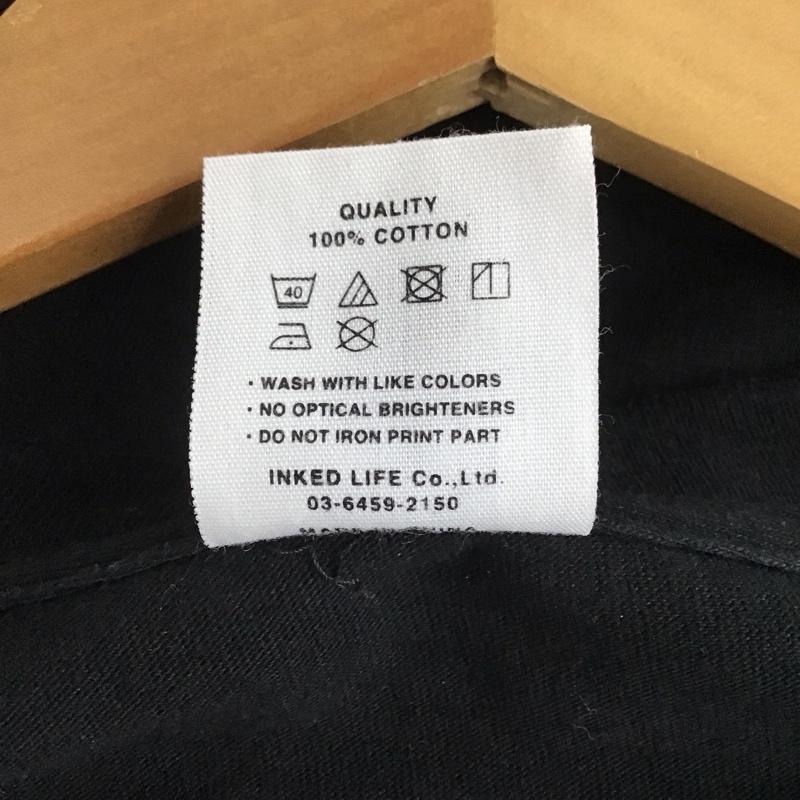 QUALITY
100% COTTON
40
· WASH WITH LIKE COLORS
· NO OPTICAL BRIGHTENERS
· DO NOT IRON PRINT PART
INKED LIFE Co.,Ltd.
03-6459-2150